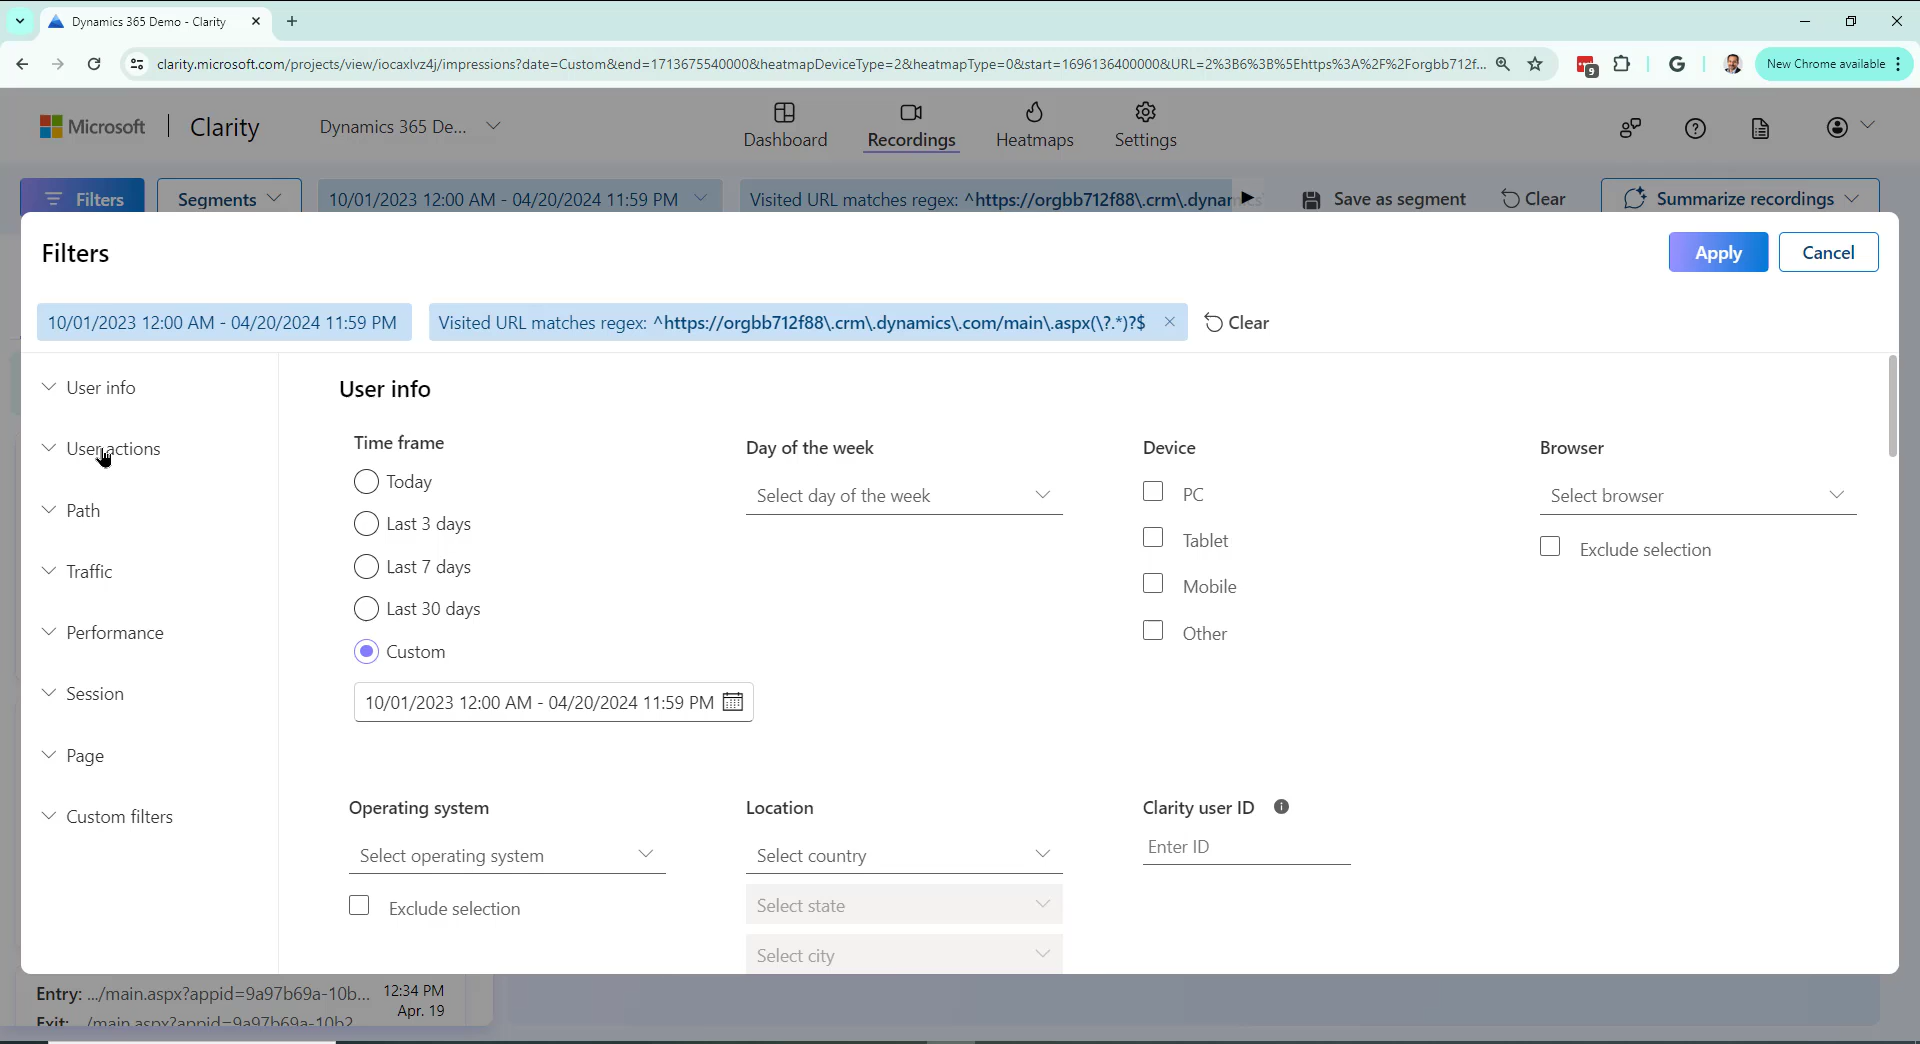 Dynamics 365 Demo - Clarity
clarity.microsoft.com/projects/view/iocaxlvz4j/impressions?date=Custom&end=1713675540000&heatmapDeviceType=2&heatmapType=0&start=1696136400000&URL=2%3B6%3B%5Ehttps%3A%2F%2Forgbb712f...
9
New Chrome available
Microsoft
Clarity
Dynamics 365 De...
Dashboard
Recordings
Heatmaps
Settings
Filters
Segments
10/01/2023 12:00 AM - 04/20/2024 11:59 PM
Visited URL matches regex: ^https://orgbb712f88\.crm\.dynamics
Save as segment
Clear
Summarize recordings
Filters
Apply
Cancel
10/01/2023 12:00 AM - 04/20/2024 11:59 PM
Visited URL matches regex: ^https://orgbb712f88\.crm\.dynamics\.com/main\.aspx(\?.*)?$
Clear
User info
User actions
Path
Traffic
Performance
Session
Page
Custom filters
User info
Time frame
Today
Last 3 days
Last 7 days
Last 30 days
Custom
10/01/2023 12:00 AM - 04/20/2024 11:59 PM
Day of the week
Select day of the week
Device
PC
Tablet
Mobile
Other
Browser
Select browser
Exclude selection
Operating system
Select operating system
Exclude selection
Location
Select country
Select state
Select city
Clarity user ID
Enter ID
Entry: .../main.aspx?appid=9a97b69a-10b...
12:34 PM
Apr. 19
Exit: /main.aspx?appid=9a97b69a-10b2